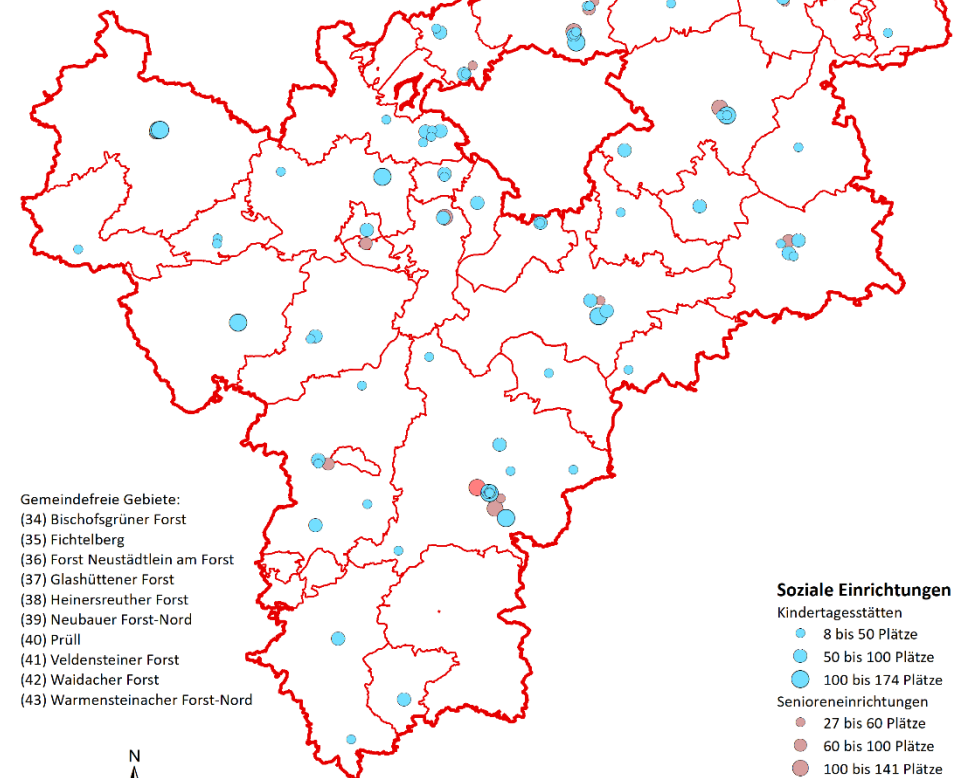 Gemeindefreie Gebiete:
(34) Bischofsgrüner Forst
(35) Fichtelberg
(36) Forst Neustädtlein am Forst
(37) Glashüttener Forst
(38) Heinersreuther Forst
(39) Neubauer Forst-Nord
(40) Prüll
(41) Veldensteiner Forst
(42) Waidacher Forst
(43) Warmensteinacher Forst-Nord
N
Soziale Einrichtungen
Kindertagesstätten
8 bis 50 Plätze
50 bis 100 Plätze
100 bis 174 Plätze
Senioreneinrichtungen
27 bis 60 Plätze
60 bis 100 Plätze
100 bis 141 Plätze